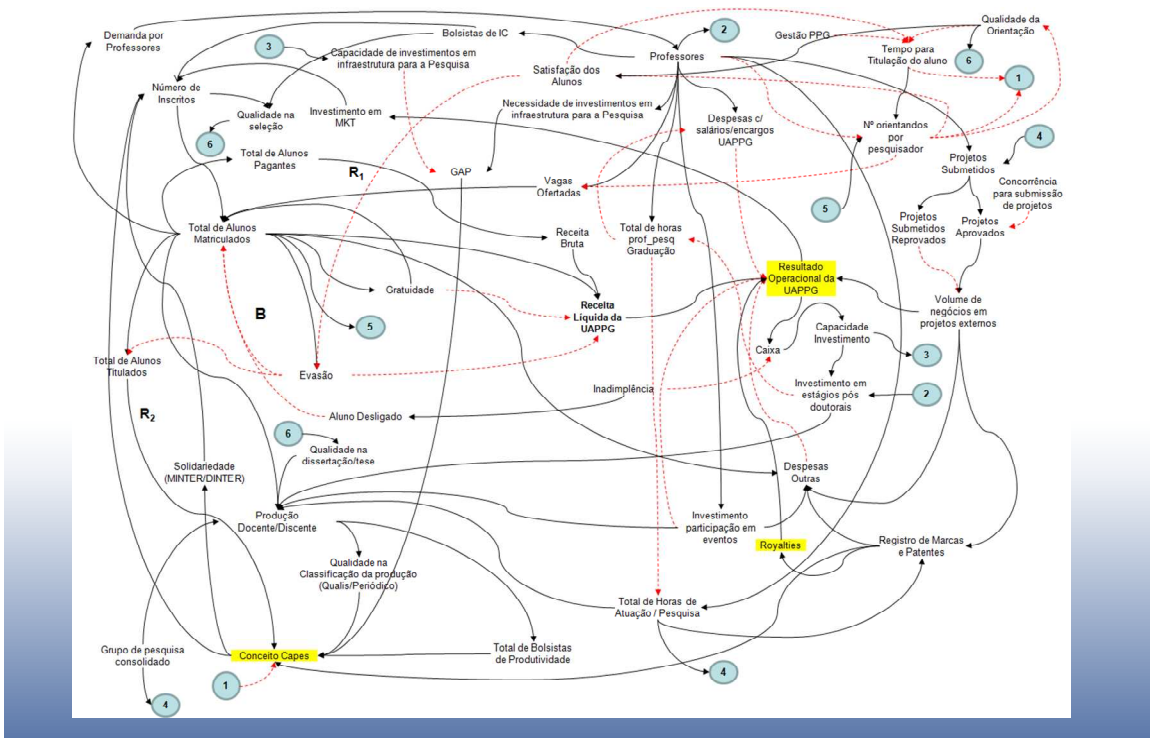 Demanda por
Professores
Bolsistas de IC
2
Qualidade da
Orientação
Gestão PPG
3
Capacidade de investimentos em
infraestrutura para a Pesquisa
Professores
Tempo para
Titulação do aluno
6
1
Satisfação dos
Alunos
Número de
Inscritos
Qualidade na
seleção
Investimento em
MKT
Necessidade de investimentos em
infraestrutura para a Pesquisa
Despesas c/
salários/encargos
UAPPG
Nº orientandos
por
pesquisador
4
6
Total de Alunos
Pagantes
R1
GAP
Projetos
Submetidos
Vagas
Ofertadas
Concorrência
para submissão
de projetos
5
Total de Alunos
Matriculados
Receita
Bruta
Total de horas
prof_pesq
Graduação
Projetos
Submetidos
Reprovados
Projetos
Aprovados
Resultado
Operacional da
UAPPG
Gratuidade
B
5
Receita
Líquida da
UAPPG
Volume de
negócios em
projetos externos
Capacidade
Investimento
Caixa
3
Total de Alunos
Titulados
Evasão
Inadimplência
Investimento em
estágios pós
doutorais
2
R2
Aluno Desligado
6
Qualidade na
dissertação/tese
Solidariedade
(MINTER/DINTER)
Despesas
Outras
Produção
Docente/Discente
Investimento
participação em
eventos
Royalties
Registro de Marcas
e Patentes
Qualidade na
Classificação da produção
(Qualis/Periódico)
Total de Horas de
Atuação / Pesquisa
Grupo de pesquisa
consolidado
Conceito Capes
Total de Bolsistas
de Produtividade
1
4
4